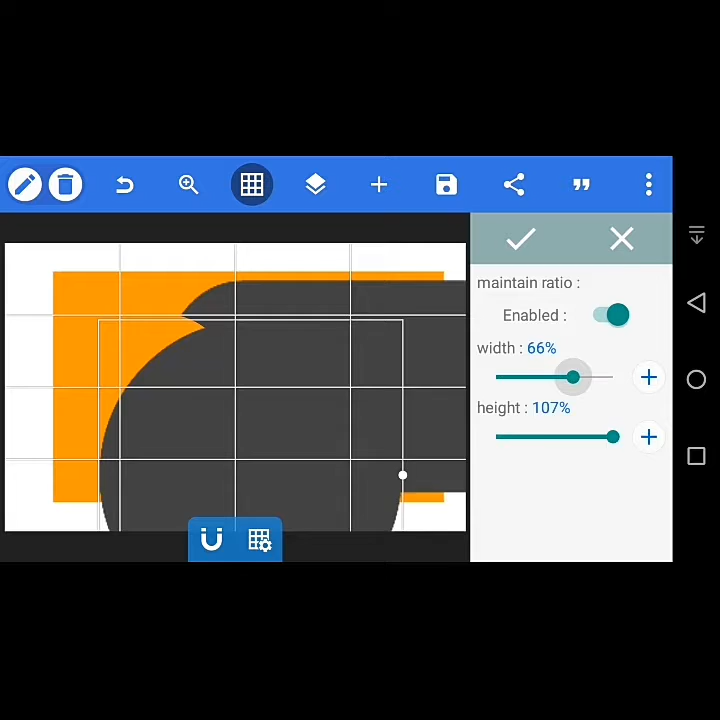 maintain ratio :
Enabled :
width : 66%
height : 107%